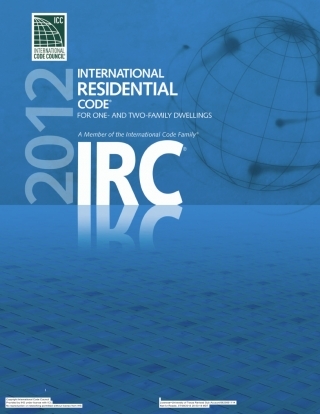 ICC
INTERNATIONAL
CODE COUNCIL
2012
INTERNATIONAL
RESIDENTIAL
CODE®
FOR ONE- AND TWO-FAMILY DWELLINGS
A Member of the International Code Family®
IRC®